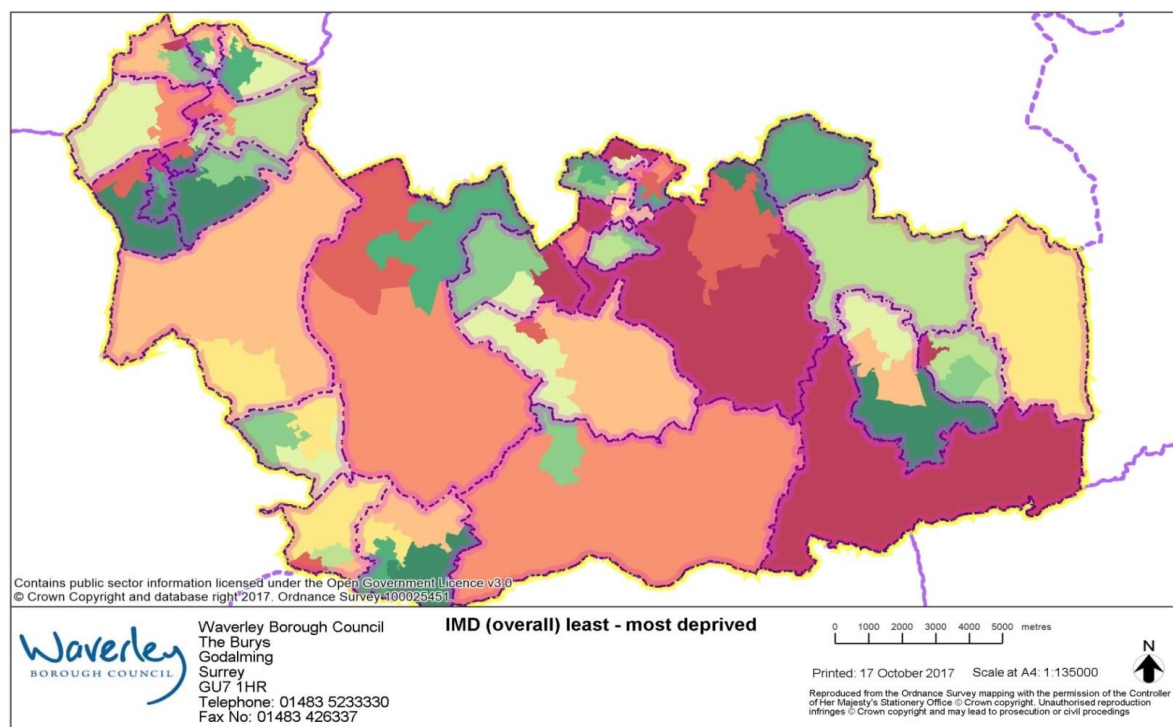 Contains public sector information licensed under the Open Government Licence v3.0
© Crown Copyright and database right 2017. Ordnance Survey 100025451.
Waverley
BOROUGH COUNCIL
Waverley Borough Council
The Burys
Godalming
Surrey
GU7 1HR
Telephone: 01483 5233330
Fax No: 01483 426337
IMD (overall) least - most deprived
0 1000 2000 3000 4000 5000 metres
N
Printed: 17 October 2017 Scale at A4: 1:135000
Reproduced from the Ordnance Survey mapping with the permission of the Controller
of Her Majesty's Stationery Office © Crown copyright. Unauthorised reproduction
infringes © Crown copyright and may lead to prosecution or civil procedings